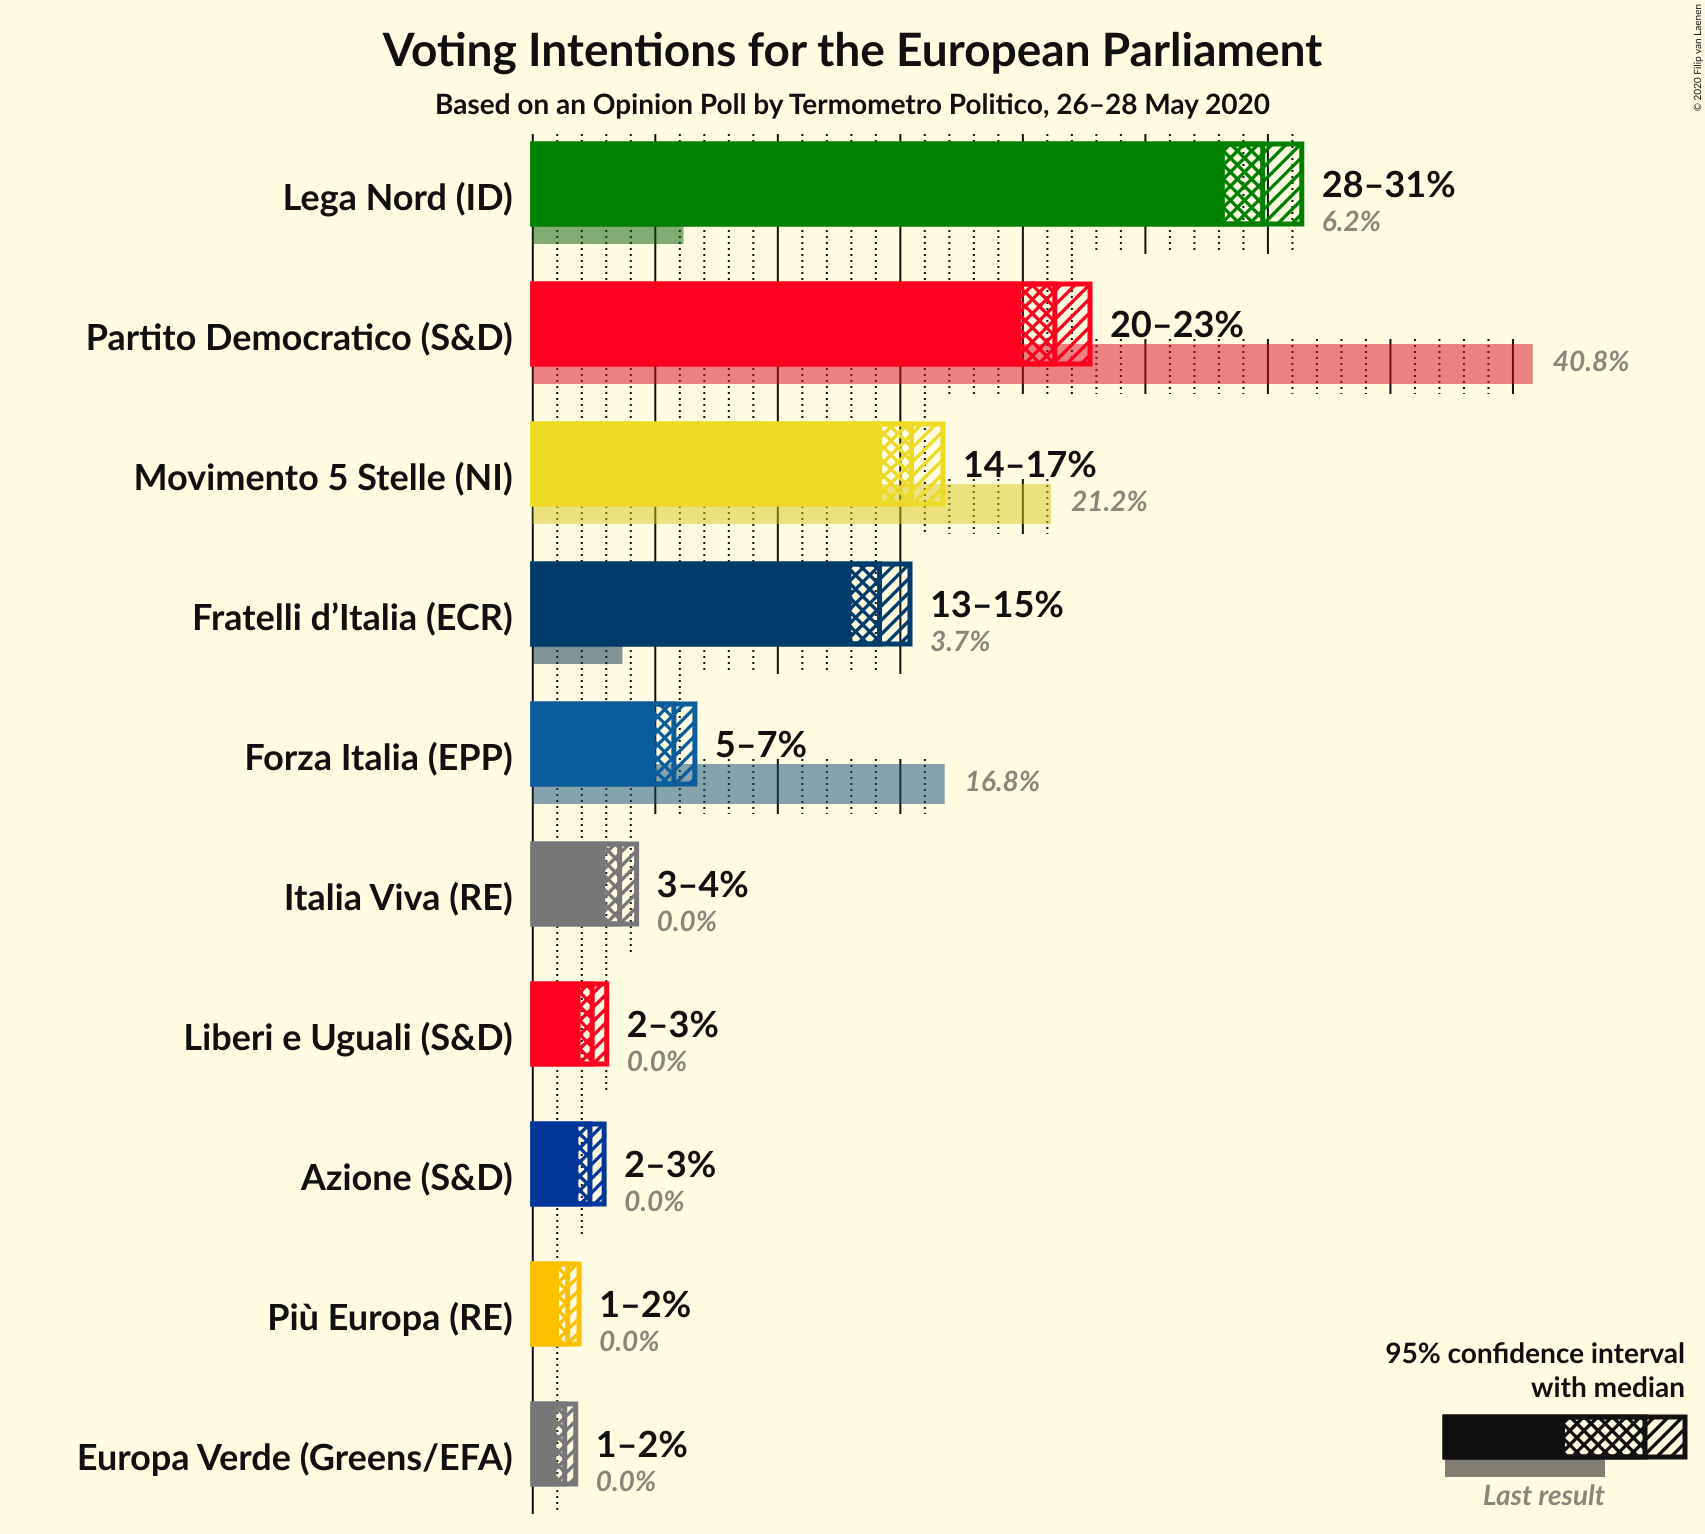 Voting Intentions for the European Parliament
Based on an Opinion Poll by Termometro Politico, 26–28 May 2020
© 2020 Filip van Laenen
Lega Nord (ID)
28–31%
6.2%
Partito Democratico (S&D)
20–23%
40.8%
Movimento 5 Stelle (NI)
14–17%
21.2%
Fratelli d’Italia (ECR)
13–15%
3.7%
Forza Italia (EPP)
5–7%
16.8%
Italia Viva (RE)
3–4%
0.0%
Liberi e Uguali (S&D)
2–3%
0.0%
Azione (S&D)
2–3%
0.0%
Più Europa (RE)
1–2%
0.0%
Europa Verde (Greens/EFA)
1–2%
0.0%
95% confidence interval
with median
Last result